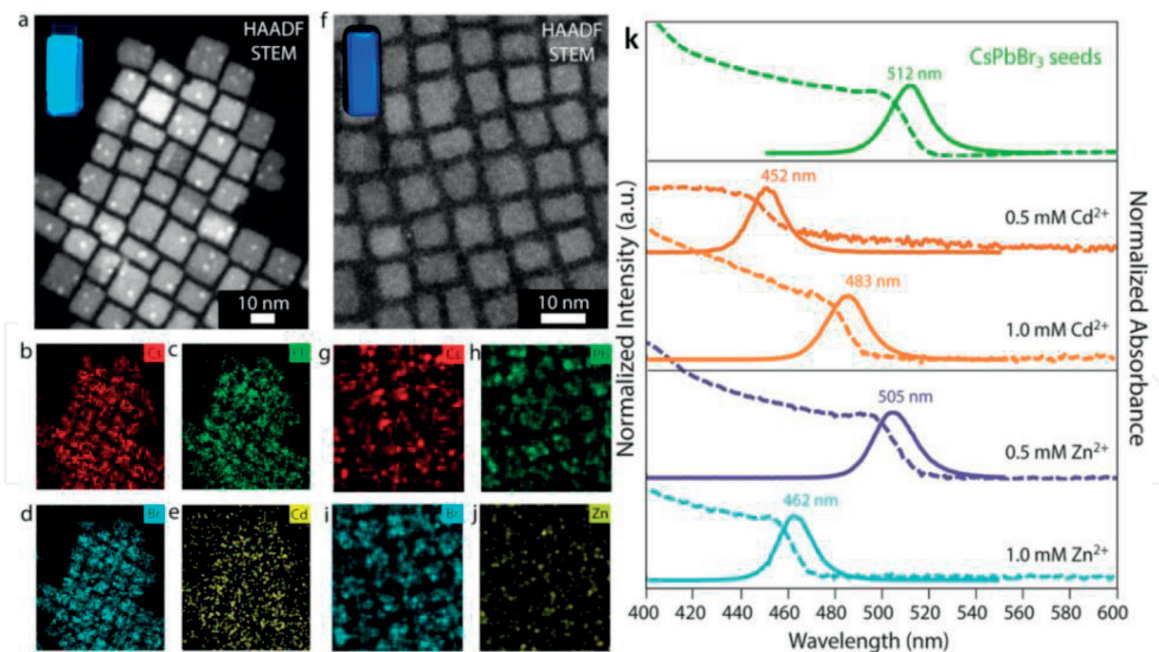 a
HAADF
STEM
10 nm
f
HAADF
STEM
10 nm
b
Cs
c
d
Br
e
Cd
g
Cs
h
Pb
i
Br
j
Zn
k
CsPbBr₃ seeds
512 nm
452 nm
0.5 mM Cd²⁺
483 nm
1.0 mM Cd²⁺
505 nm
0.5 mM Zn²⁺
462 nm
1.0 mM Zn²⁺
Normalized Intensity (a.u.)
Normalized Absorbance
400 420 440 460 480 500 520 540 560 580 600
Wavelength (nm)